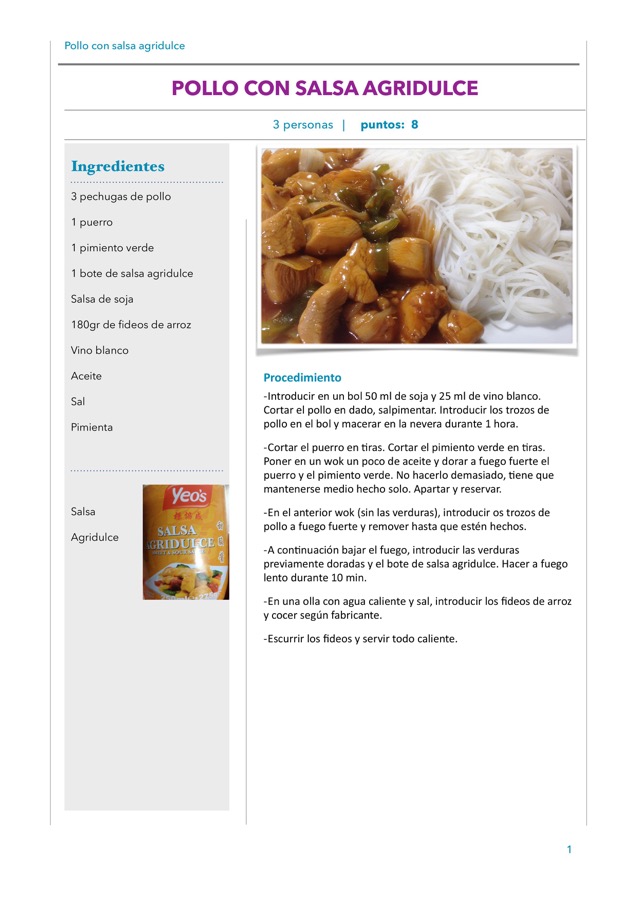 Pollo con salsa agridulce
POLLO CON SALSA AGRIDULCE
3 personas | puntos: 8
Ingredientes
3 pechugas de pollo
1 puerro
1 pimiento verde
1 bote de salsa agridulce
Salsa de soja
180gr de fideos de arroz
Vino blanco
Aceite
Sal
Pimienta
Salsa
Agridulce
Yeo's
SALSA
AGRIDULCE
Procedimiento
-Introducir en un bol 50 ml de soja y 25 ml de vino blanco.
Cortar el pollo en dado, salpimentar. Introducir los trozos de
pollo en el bol y macerar en la nevera durante 1 hora.
-Cortar el puerro en tiras. Cortar el pimiento verde en tiras.
Poner en un wok un poco de aceite y dorar a fuego fuerte el
puerro y el pimiento verde. No hacerlo demasiado, tiene que
mantenerse medio hecho solo. Apartar y reservar.
-En el anterior wok (sin las verduras), introducir os trozos de
pollo a fuego fuerte y remover hasta que estén hechos.
-A continuación bajar el fuego, introducir las verduras
previamente doradas y el bote de salsa agridulce. Hacer a fuego
lento durante 10 min.
-En una olla con agua caliente y sal, introducir los fideos de arroz
y cocer según fabricante.
-Escurrir los fideos y servir todo caliente.
1